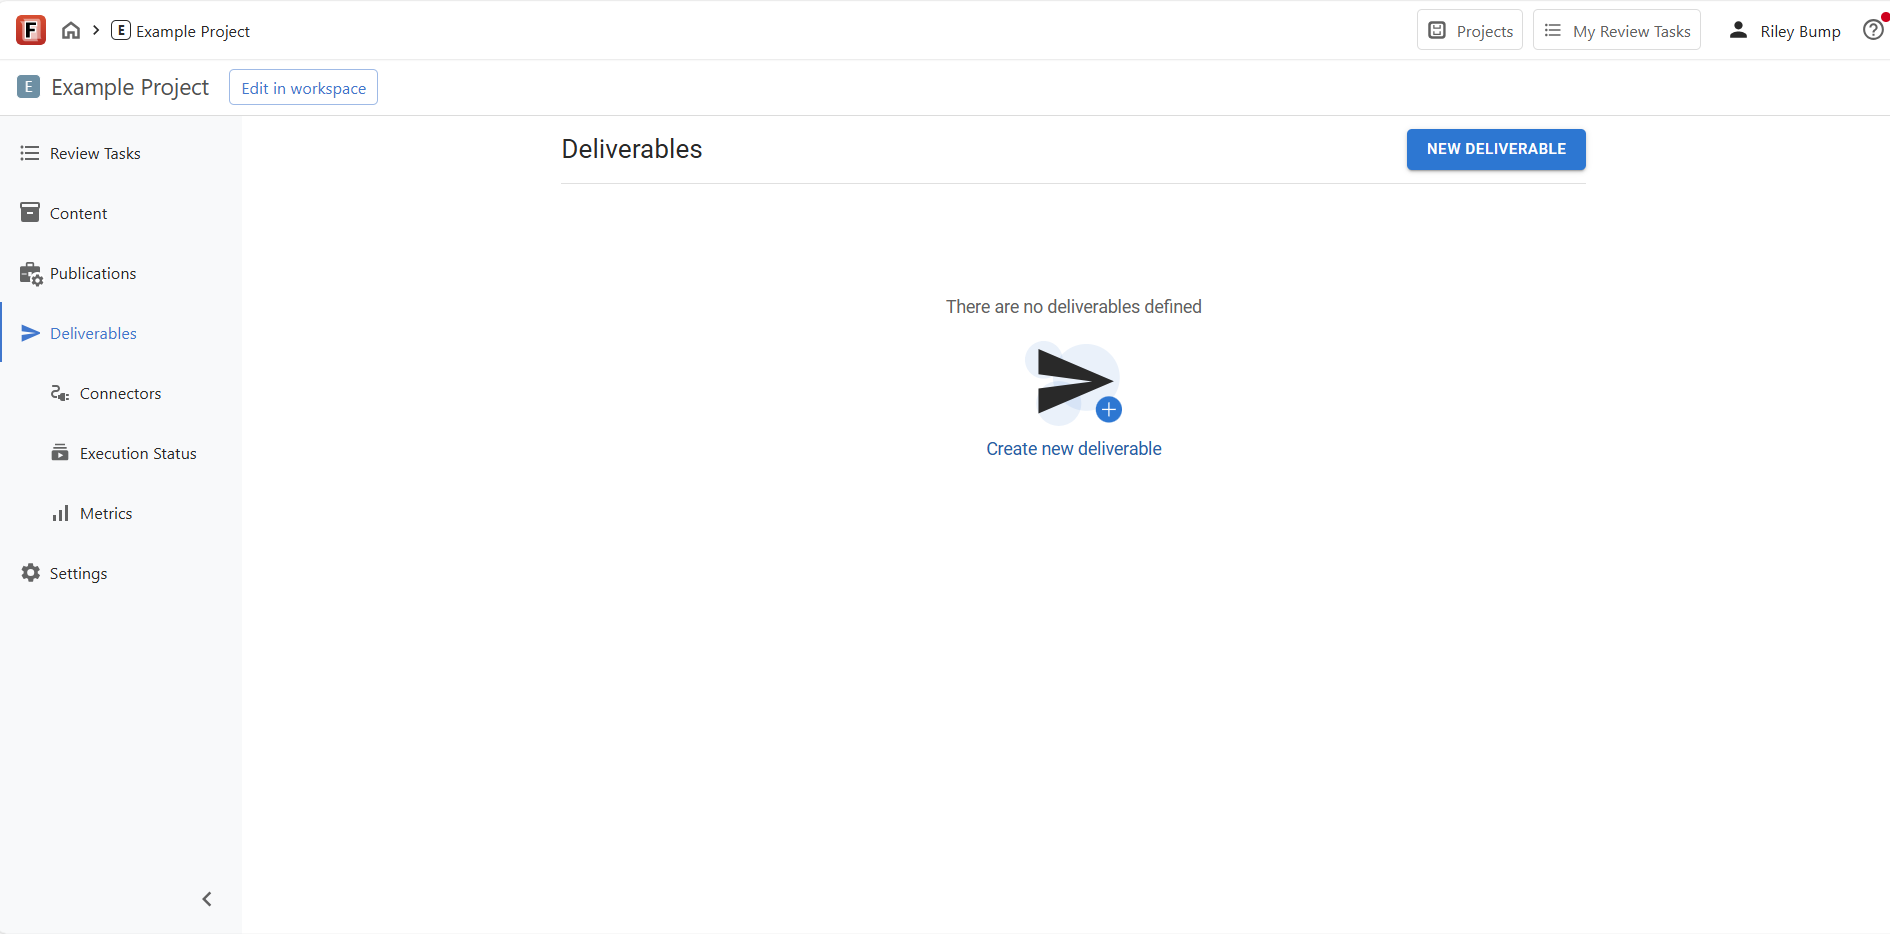 F
E Example Project
Projects
My Review Tasks
Riley Bump
E Example Project
Edit in workspace
Review Tasks
Content
Publications
Deliverables
Connectors
Execution Status
Metrics
Settings
Deliverables
NEW DELIVERABLE
There are no deliverables defined
Create new deliverable